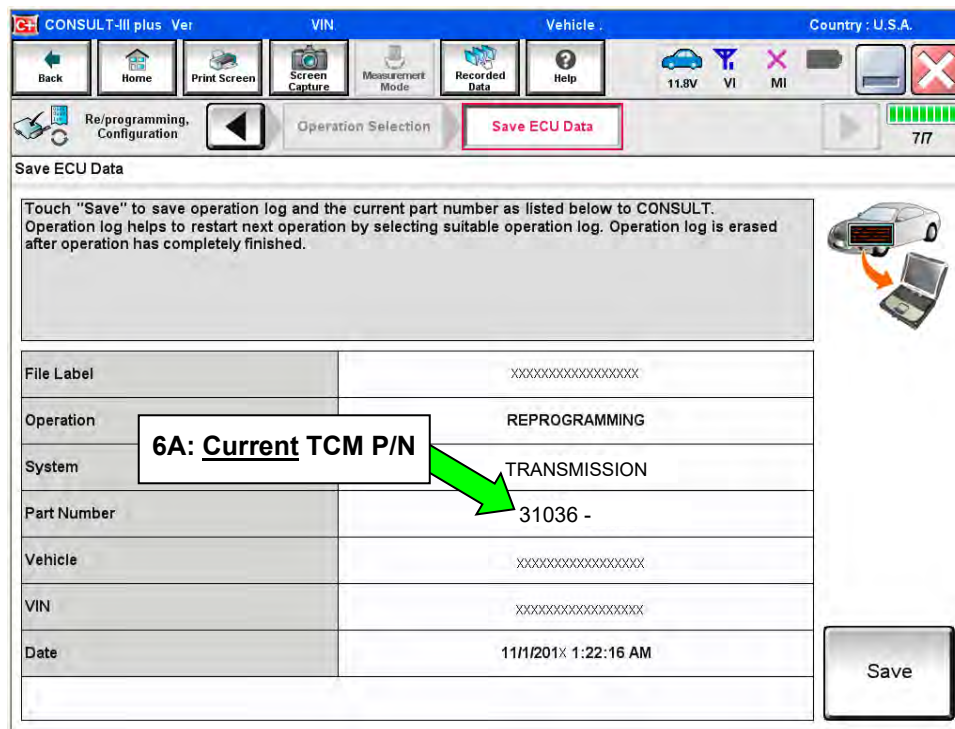 C+ CONSULT-III plus Ver VIN Vehicle . Country : U.S.A.
Back Home Print Screen Screen Capture Measurement Mode Recorded Data Help 11.8V VI MI
Re/programming, Configuration Operation Selection Save ECU Data 7/7
Save ECU Data
Touch "Save" to save operation log and the current part number as listed below to CONSULT.
Operation log helps to restart next operation by selecting suitable operation log. Operation log is erased
after operation has completely finished.
File Label XXXXXXXXXXXXXXXXXX
Operation REPROGRAMMING
6A: Current TCM P/N
System TRANSMISSION
Part Number 31036 -
Vehicle XXXXXXXXXXXXXXXXXX
VIN XXXXXXXXXXXXXXXXXX
Date 11/1/201X 1:22:16 AM
Save